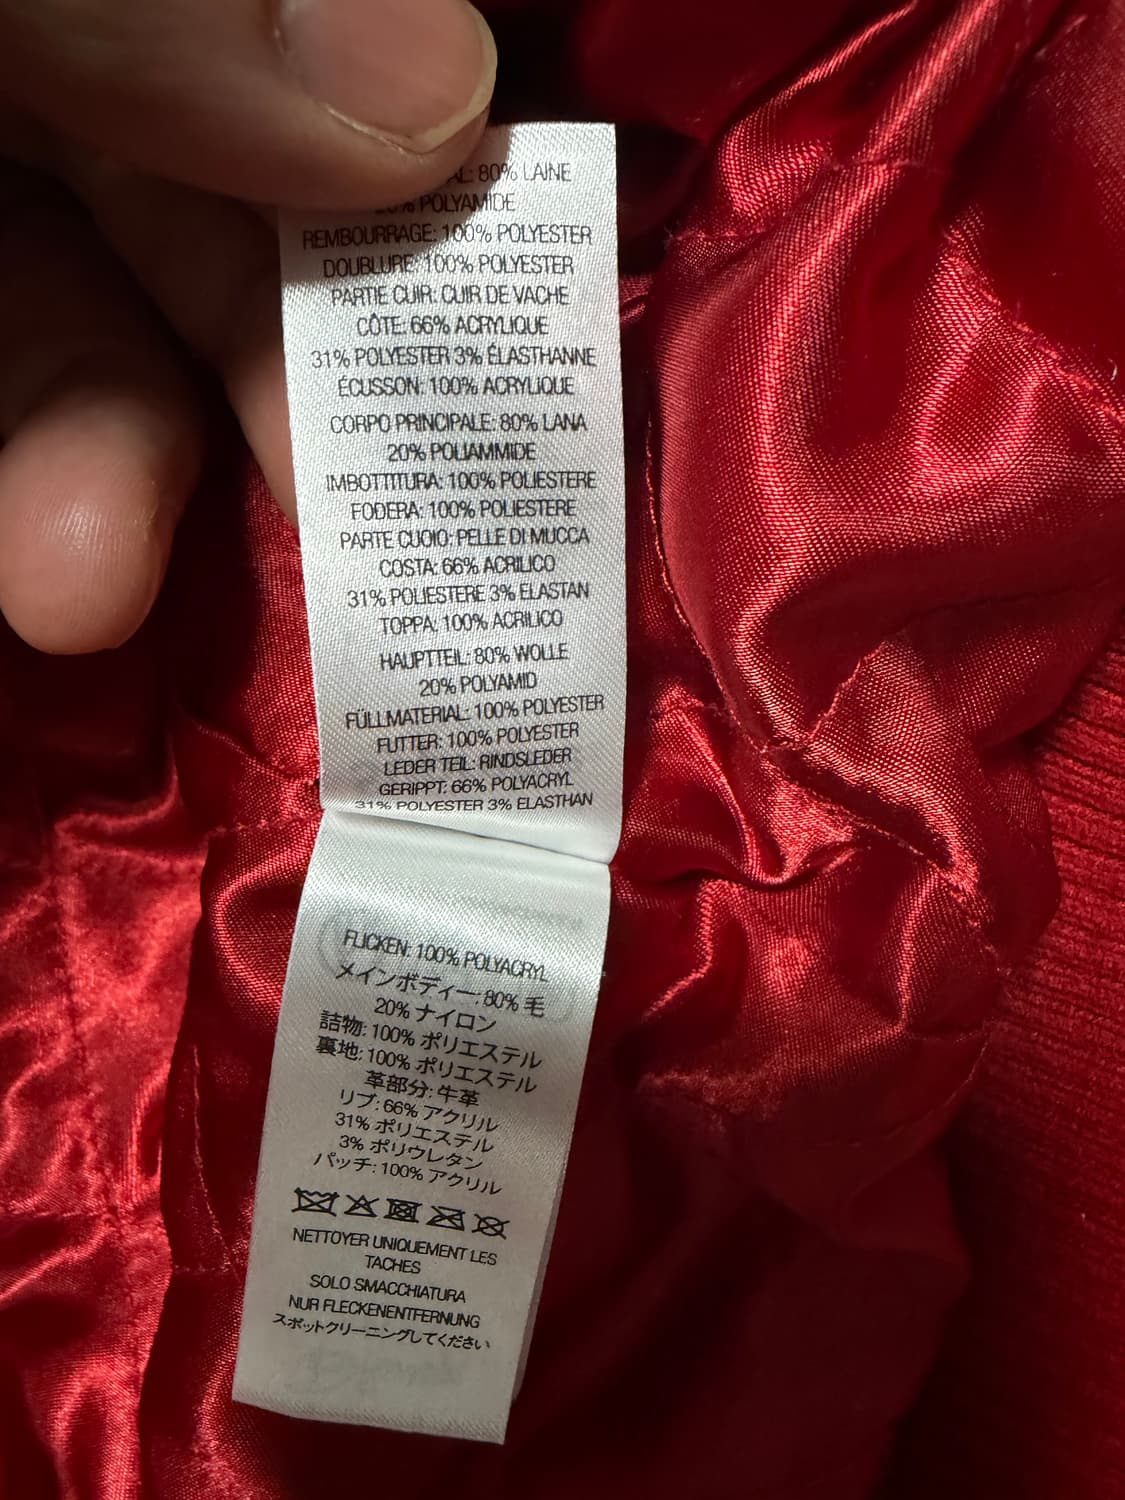 80% LAINE
POLYAMIDE
REMBOURRAGE: 100% POLYESTER
DOUBLURE: 100% POLYESTER
PARTIE CUIR: CUIR DE VACHE
CÔTE: 66% ACRYLIQUE
31% POLYESTER 3% ÉLASTHANNE
ÉCUSSON: 100% ACRYLIQUE
CORPO PRINCIPALE: 80% LANA
20% POLIAMMIDE
IMBOTTITURA: 100% POLIESTERE
FODERA: 100% POLIESTERE
PARTE CUOIO: PELLE DI MUCCA
COSTA: 66% ACRILICO
31% POLIESTERE 3% ELASTAN
TOPPA: 100% ACRILICO
HAUPTTEIL: 80% WOLLE
20% POLYAMID
FÜLLMATERIAL: 100% POLYESTER
FUTTER: 100% POLYESTER
LEDER TEIL: RINDSLEDER
GERIPPT: 66% POLYACRYL
31% POLYESTER 3% ELASTHAN
FLICKEN: 100% POLYACRYL
メインボディー: 80% 毛
20% ナイロン
詰物: 100% ポリエステル
裏地: 100% ポリエステル
革部分: 牛革
リブ: 66% アクリル
31% ポリエステル
3% ポリウレタン
パッチ: 100% アクリル
NETTOYER UNIQUEMENT LES
TACHES
SOLO SMACCHIATURA
NUR FLECKENENTFERNUNG
スポットクリーニングしてください